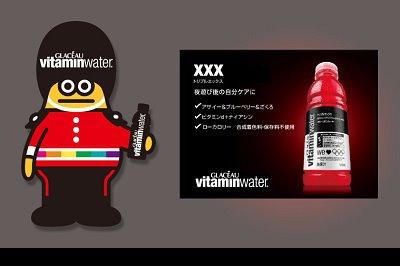 GLACÉAU
vitaminwater.
vitaminwater.
XXX
トリプルエックス
夜遊び後の自分ケアに
アサイー&ブルーベリー&ざくろ
ビタミンd+ナイアシン
ローカロリー／合成着色料・保存料不使用
GLACÉAU
vitaminwater.
vitaminwater.